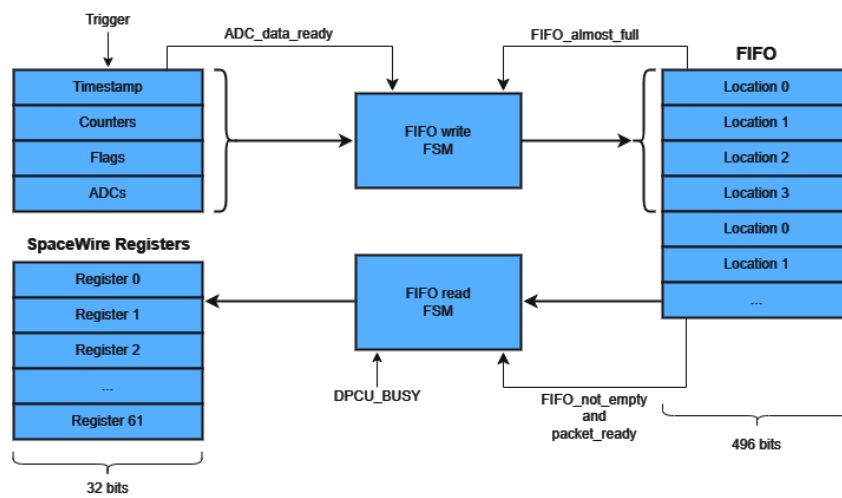 Trigger
ADC_data_ready
FIFO_almost_full
FIFO
Timestamp
Counters
Flags
ADCs
FIFO write
FSM
Location 0
Location 1
Location 2
Location 3
Location 0
Location 1
...
SpaceWire Registers
Register 0
Register 1
Register 2
...
Register 61
FIFO read
FSM
DPCU_BUSY
FIFO_not_empty
and
packet_ready
496 bits
32 bits